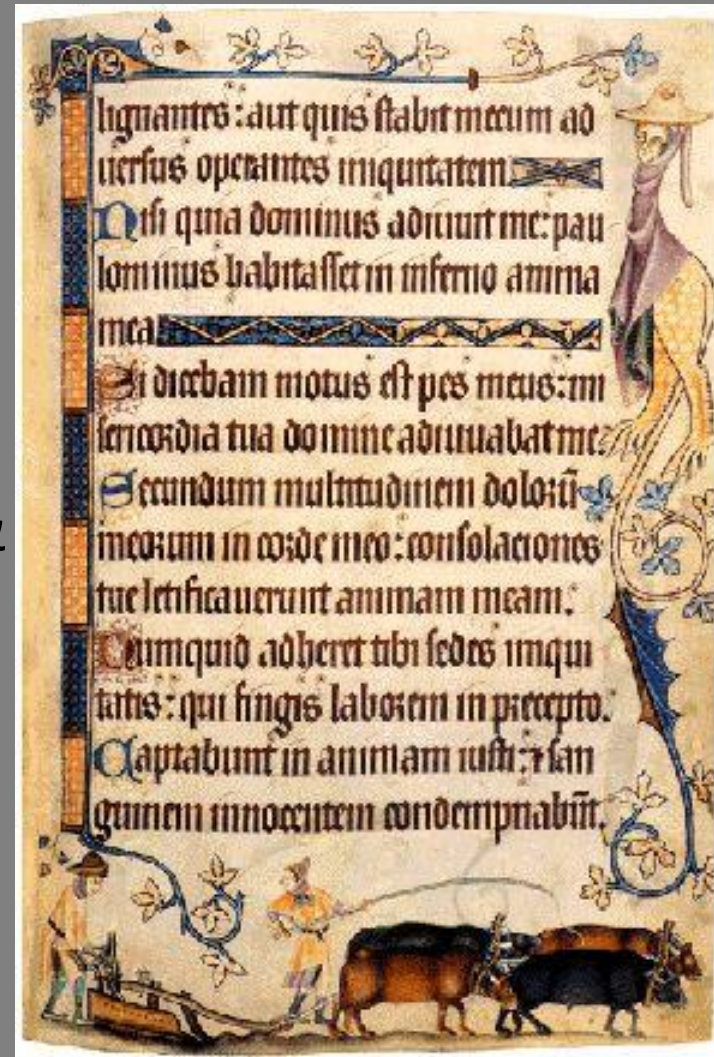 lignantes: aut quis stabit mecum ad
uersus operantes iniquitatem
Nisi quia dominus adiuuit me: pau
lominus habitasset in inferno anima
mea
Si dicebam motus est pes meus: mi
sericordia tua domine adiuuabat me
Secundum multitudinem dolorū
meorum in corde meo: consolaciones
tue letificauerunt animam meam.
Numquid adheret tibi sedes iniqui
tatis: qui fingis laborem in precepto.
Captabunt in animam iusti: ⁊ san
guinem innocentem condempnabūt.
a